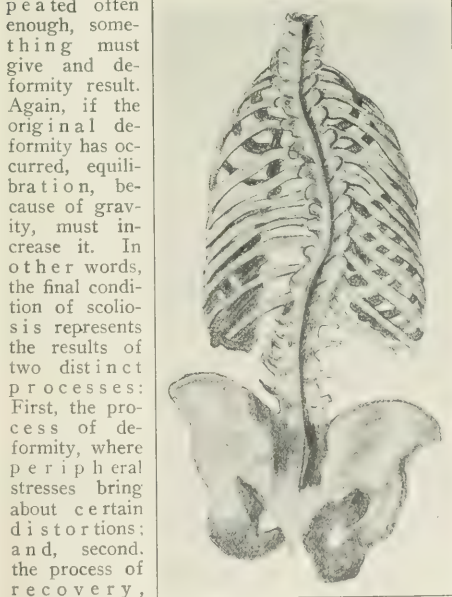 peated often
enough, some-
thing must
give and de-
formity result.
Again, if the
original de-
formity has oc-
curred, equili-
bration, be-
cause of grav-
ity, must in-
crease it. In
other words,
the final condi-
tion of scolio-
sis represents
the results of
two distinct
processes:
First, the pro-
cess of de-
formity, where
peripheral
stresses bring
about certain
distortions;
and, second.
the process of
recovery,